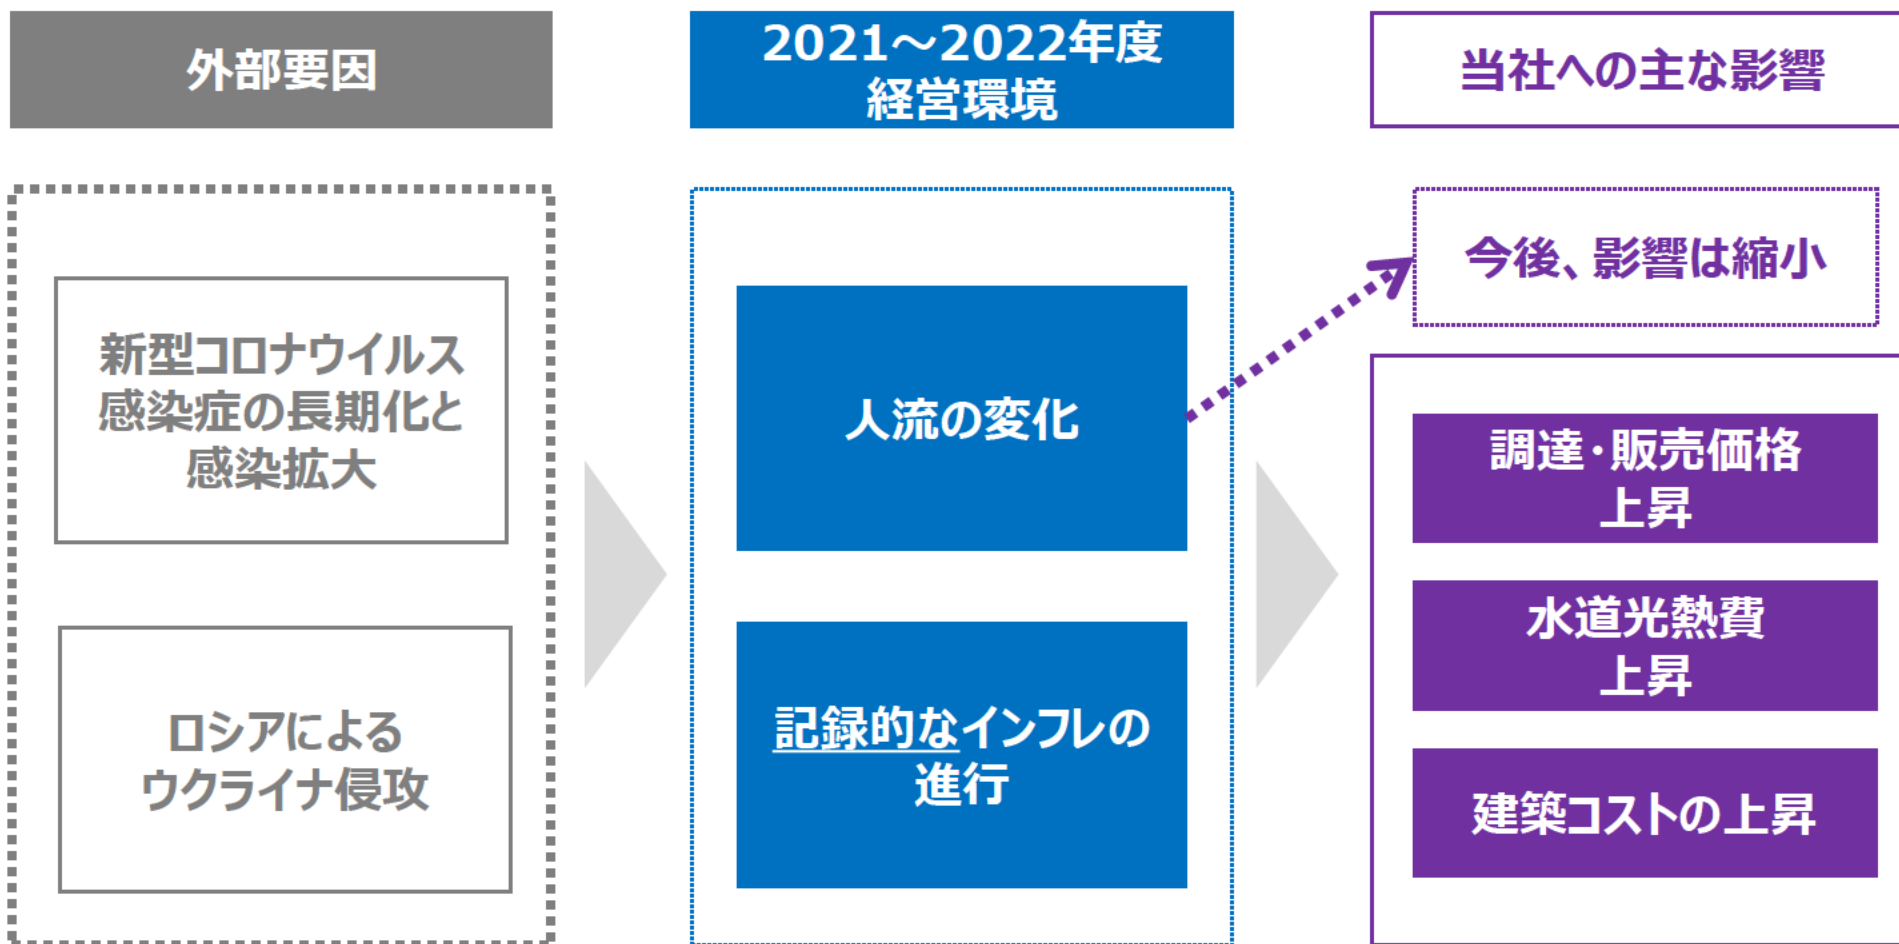 外部要因
2021～2022年度
経営環境
当社への主な影響
新型コロナウイルス
感染症の長期化と
感染拡大
ロシアによる
ウクライナ侵攻
人流の変化
記録的なインフレの
進行
今後、影響は縮小
調達・販売価格
上昇
水道光熱費
上昇
建築コストの上昇